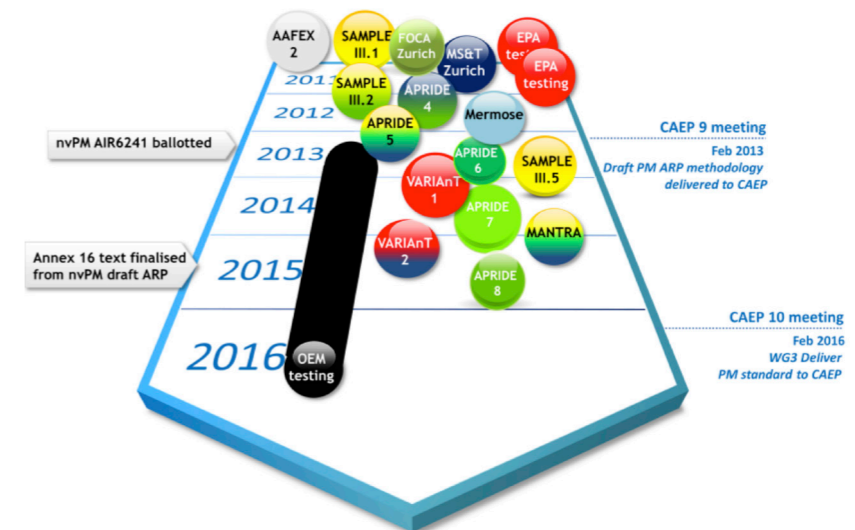 AAFEX
2
SAMPLE
III.1
FOCA
Zurich
MS&T
Zurich
EPA
testing
EPA
testing
2011
SAMPLE
III.2
APRIDE
4
2012
Mermose
APRIDE
5
CAEP 9 meeting
Feb 2013
Draft PM ARP methodology
delivered to CAEP
nvPM AIR6241 ballotted
2013
APRIDE
6
SAMPLE
III.5
VARIAnT
1
2014
APRIDE
7
MANTRA
VARIAnT
2
Annex 16 text finalised
from nvPM draft ARP
2015
APRIDE
8
CAEP 10 meeting
Feb 2016
WG3 Deliver
PM standard to CAEP
2016
OEM
testing